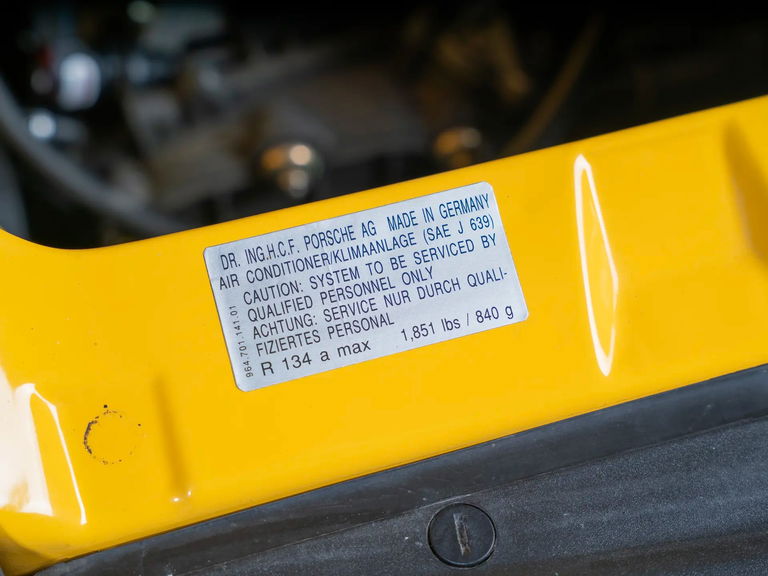 DR. ING.H.C.F. PORSCHE AG MADE IN GERMANY
AIR CONDITIONER/KLIMAANLAGE (SAE J 639)
CAUTION: SYSTEM TO BE SERVICED BY
QUALIFIED PERSONNEL ONLY
ACHTUNG: SERVICE NUR DURCH QUALI-
FIZIERTES PERSONAL
R 134 a max 1,851 lbs / 840 g
964.701.141.01